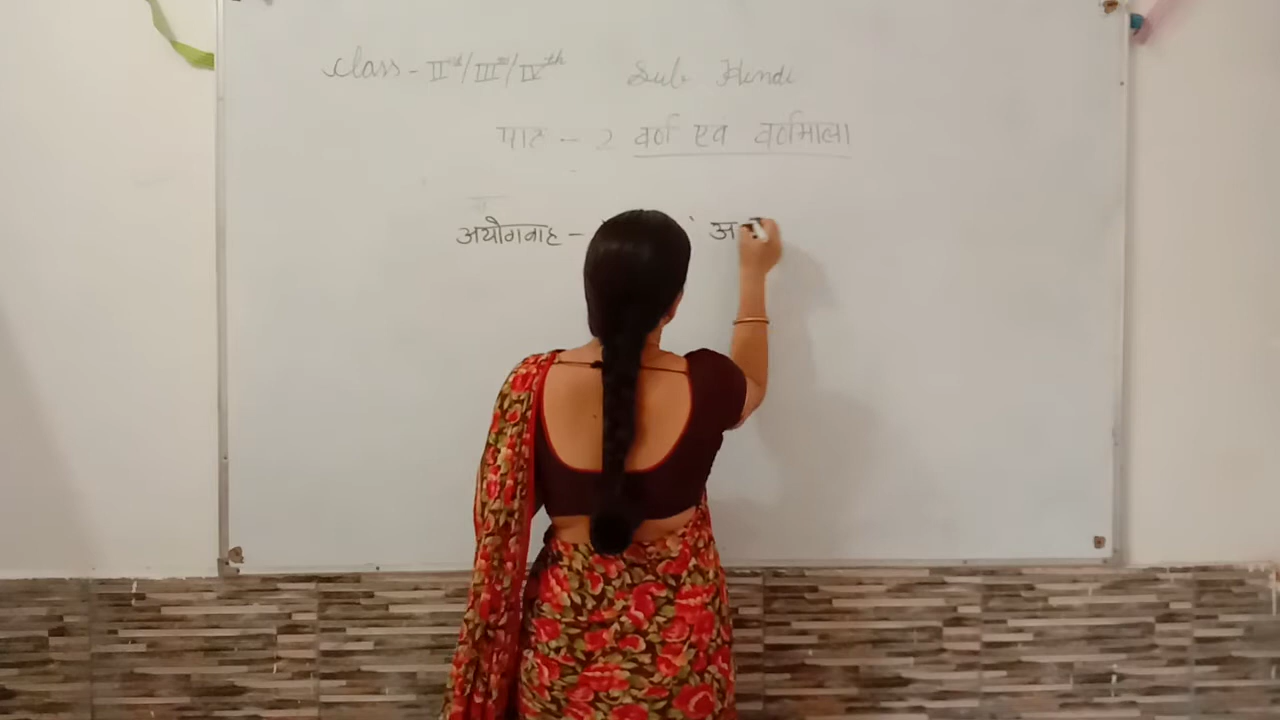 Class - IInd/IIIrd/IVth Sub Hindi
पाठ - 2 वर्ण एवं वर्णमाला
अयोगवाह -